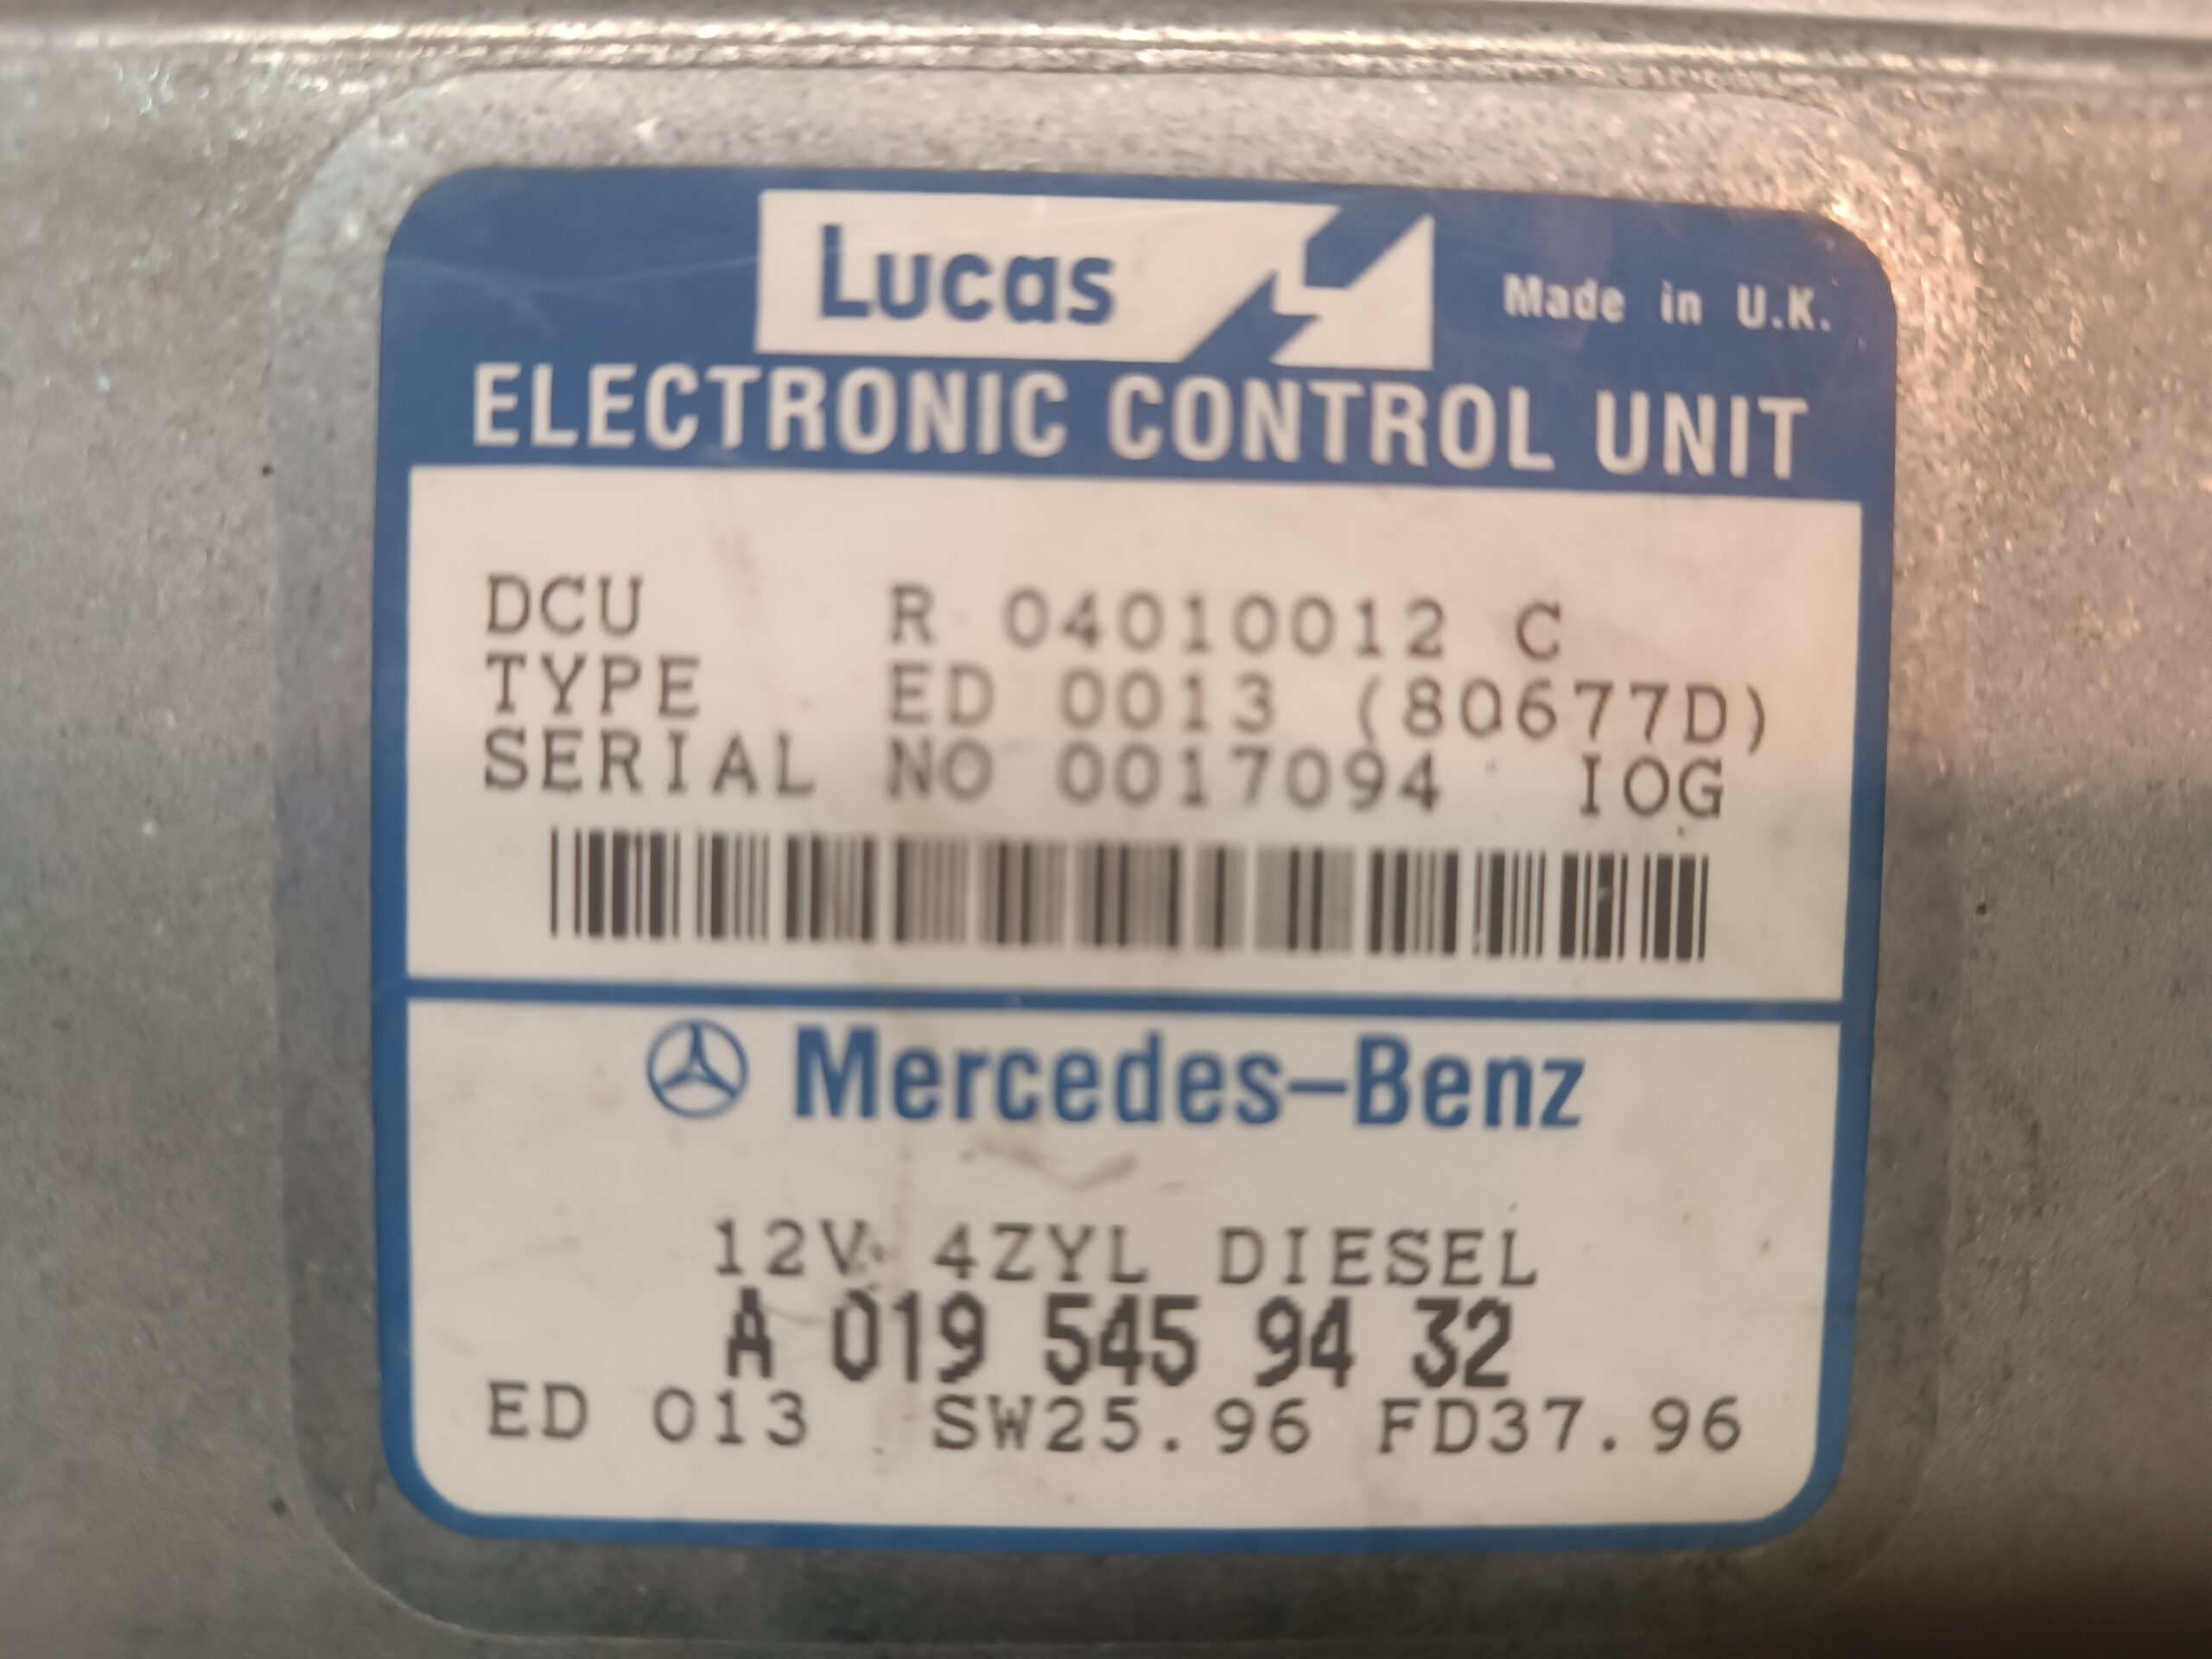 Lucas
Made in U.K.
ELECTRONIC CONTROL UNIT
DCU R 04010012 C
TYPE ED 0013 (80677D)
SERIAL NO 0017094 IOG
Mercedes-Benz
12V 4ZYL DIESEL
A 019 545 94 32
ED 013 SW25.96 FD37.96